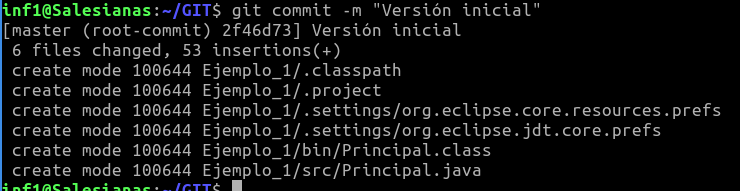 inf1@Salesianas:~/GIT$ git commit -m "Versión inicial"
[master (root-commit) 2f46d73] Versión inicial
 6 files changed, 53 insertions(+)
 create mode 100644 Ejemplo_1/.classpath
 create mode 100644 Ejemplo_1/.project
 create mode 100644 Ejemplo_1/.settings/org.eclipse.core.resources.prefs
 create mode 100644 Ejemplo_1/.settings/org.eclipse.jdt.core.prefs
 create mode 100644 Ejemplo_1/bin/Principal.class
 create mode 100644 Ejemplo_1/src/Principal.java
inf1@Salesianas:~/GIT$